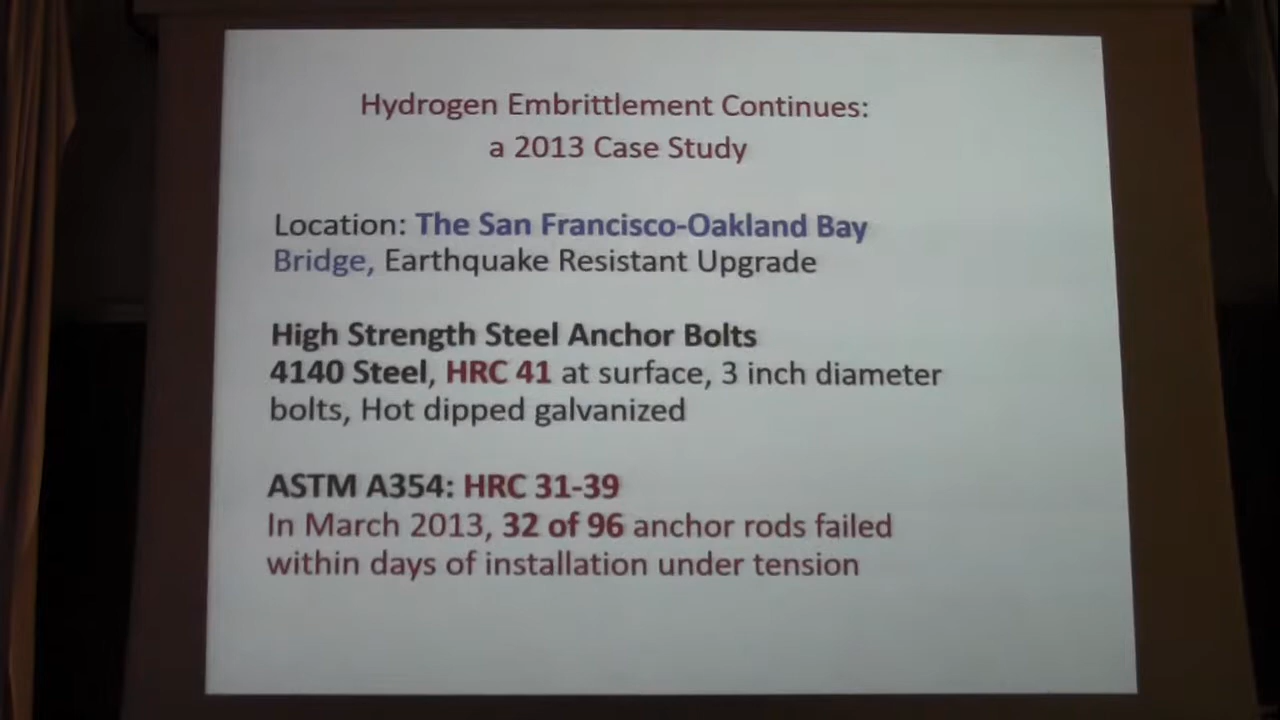 Hydrogen Embrittlement Continues:
a 2013 Case Study
Location: The San Francisco-Oakland Bay
Bridge, Earthquake Resistant Upgrade
High Strength Steel Anchor Bolts
4140 Steel, HRC 41 at surface, 3 inch diameter
bolts, Hot dipped galvanized
ASTM A354: HRC 31-39
In March 2013, 32 of 96 anchor rods failed
within days of installation under tension